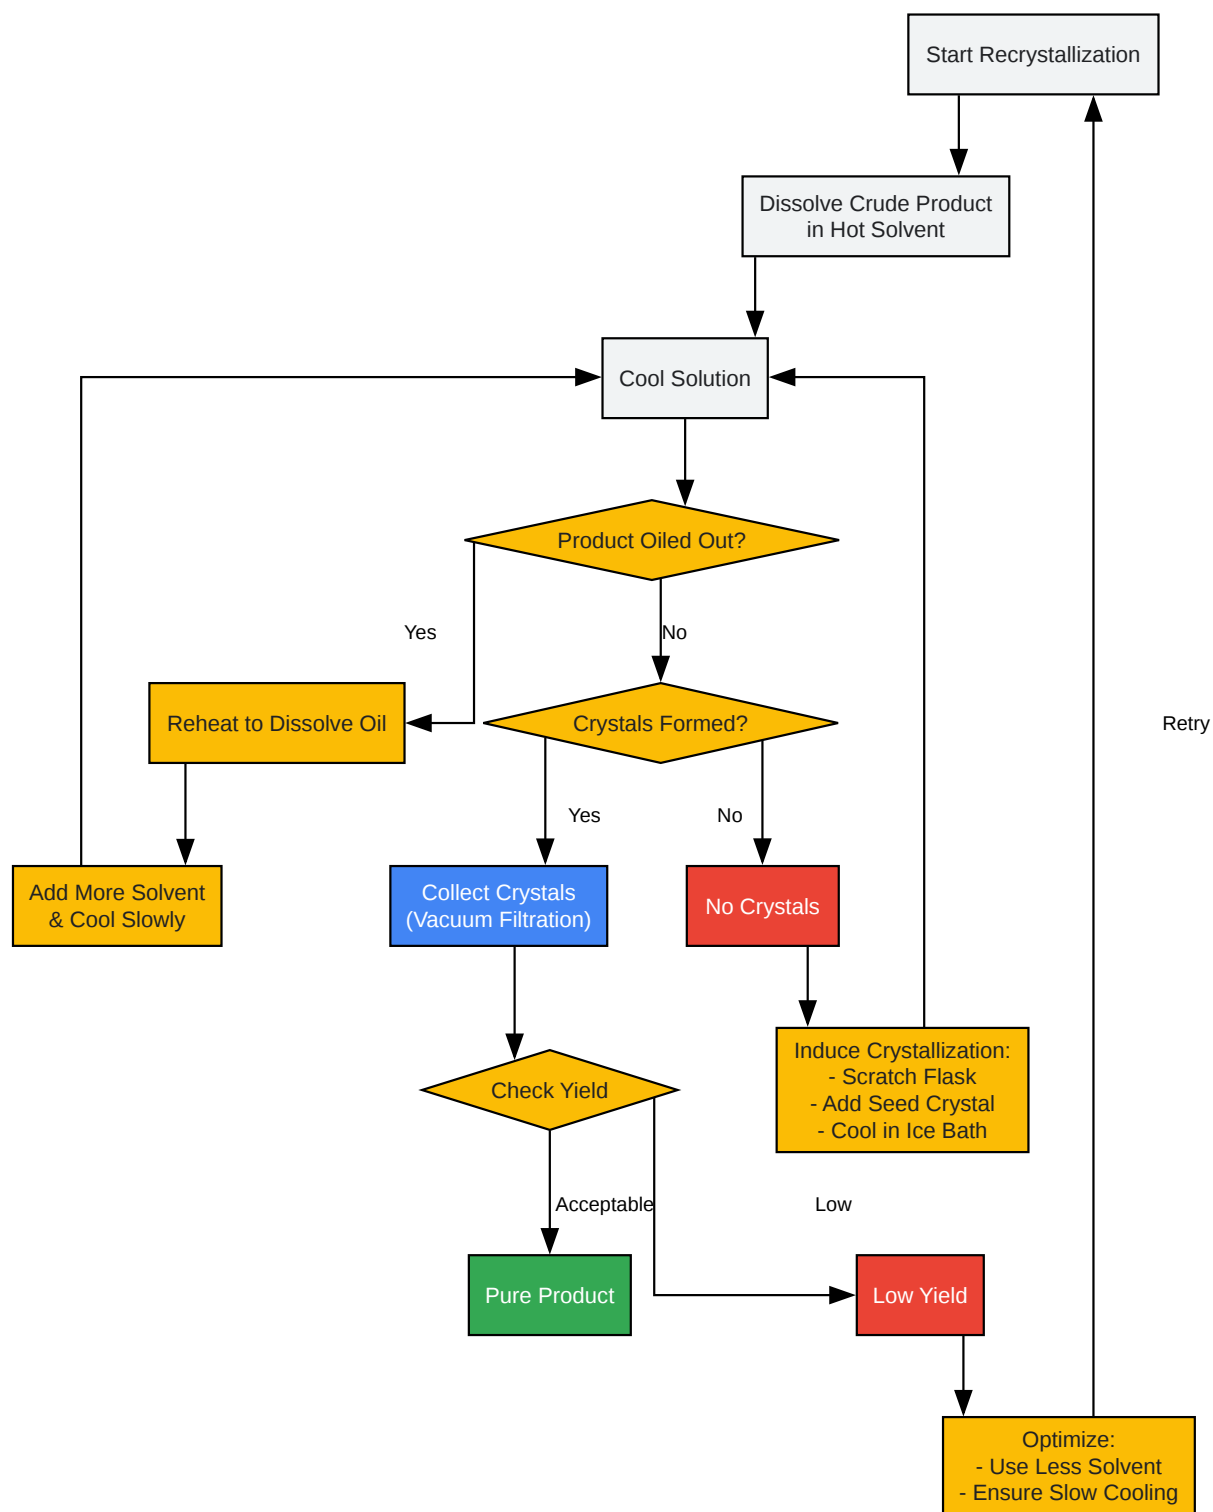 Start Recrystallization
Dissolve Crude Product
in Hot Solvent
Cool Solution
Product Oiled Out?
Yes
No
Reheat to Dissolve Oil
Crystals Formed?
Retry
Yes
No
Add More Solvent
& Cool Slowly
Collect Crystals
(Vacuum Filtration)
No Crystals
Induce Crystallization:
- Scratch Flask
- Add Seed Crystal
- Cool in Ice Bath
Check Yield
Acceptable
Low
Pure Product
Low Yield
Optimize:
- Use Less Solvent
- Ensure Slow Cooling